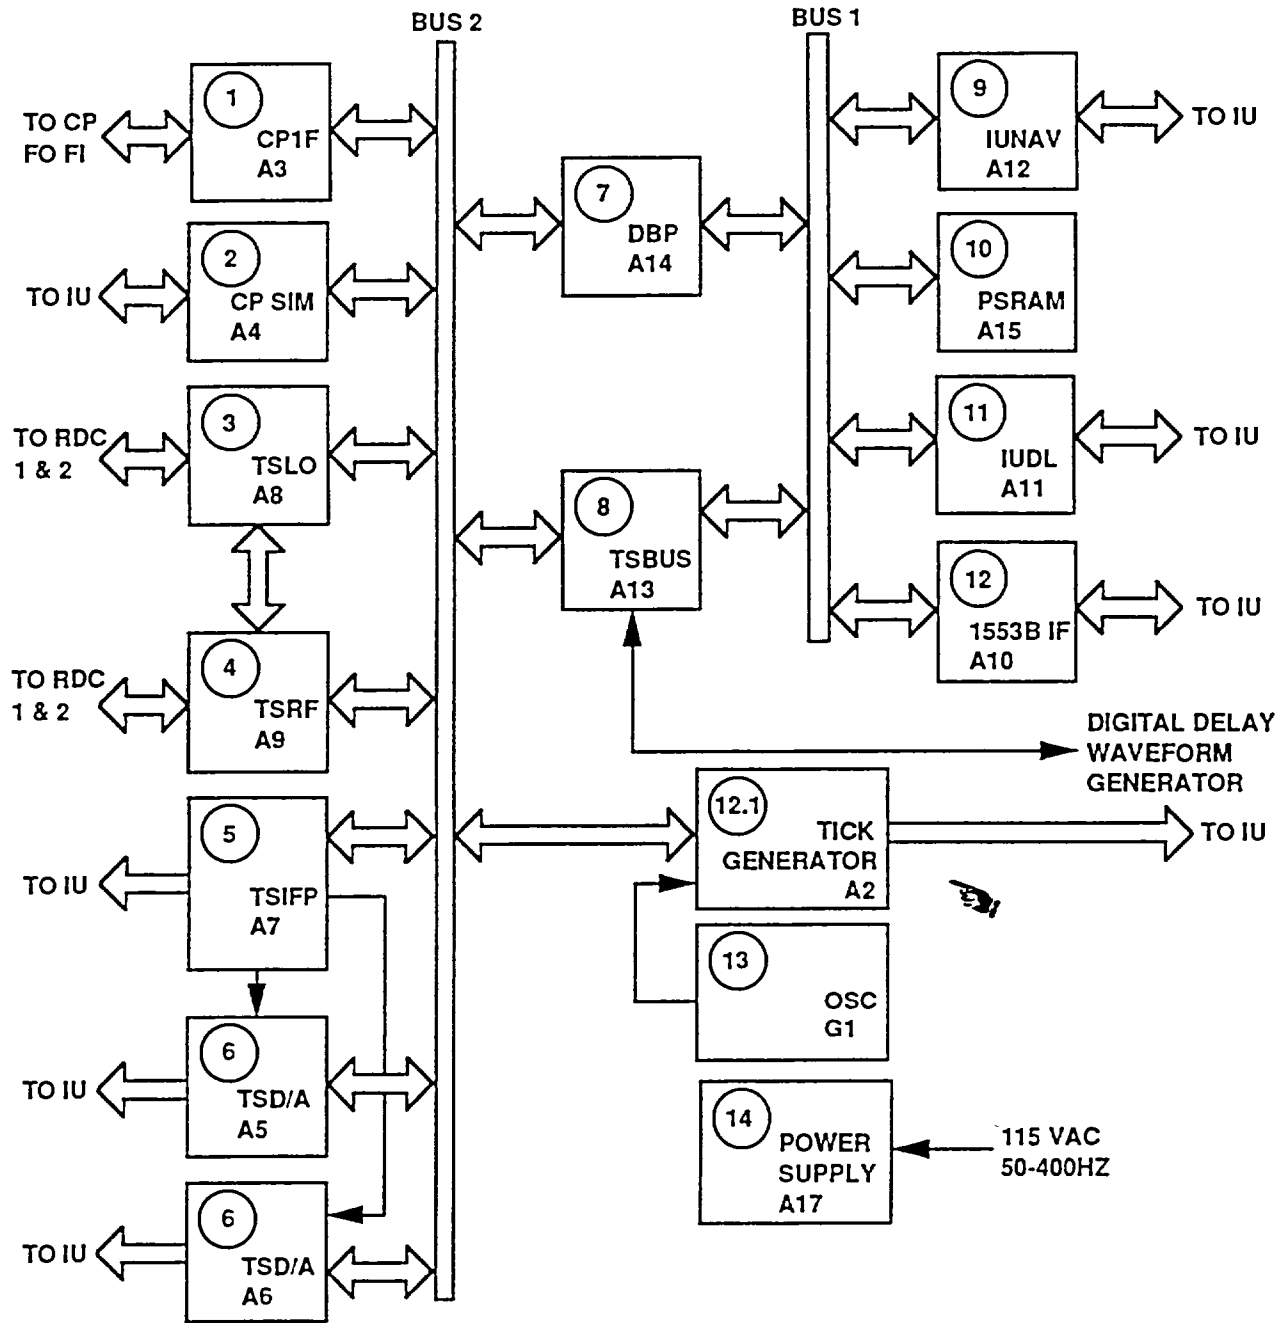 BUS 2
BUS 1
1
CP1F
A3
TO CP
FO FI
2
CP SIM
A4
TO IU
3
TSLO
A8
TO RDC
1 & 2
4
TSRF
A9
TO RDC
1 & 2
5
TSIFP
A7
TO IU
6
TSD/A
A5
TO IU
6
TSD/A
A6
TO IU
7
DBP
A14
8
TSBUS
A13
9
IUNAV
A12
TO IU
10
PSRAM
A15
11
IUDL
A11
TO IU
12
1553B IF
A10
TO IU
DIGITAL DELAY
WAVEFORM
GENERATOR
12.1
TICK
GENERATOR
A2
TO IU
13
OSC
G1
14
POWER
SUPPLY
A17
115 VAC
50-400HZ